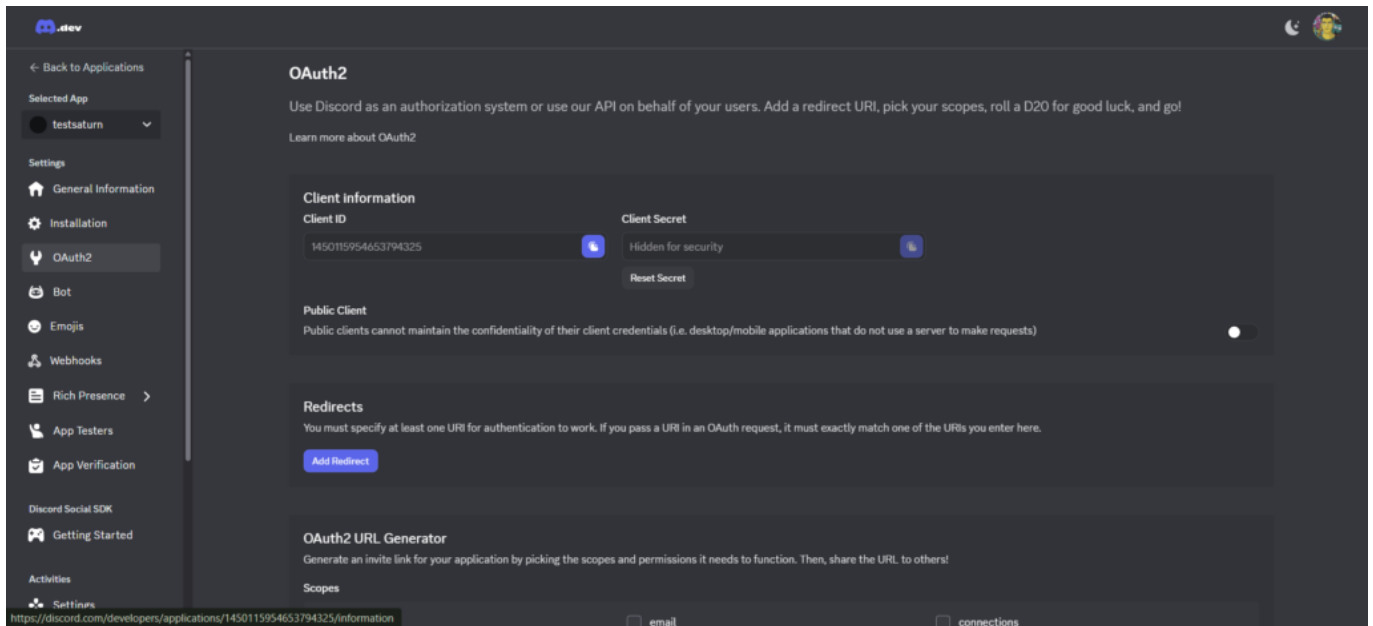 .dev
← Back to Applications
Selected App
testsaturn
Settings
General Information
Installation
OAuth2
Bot
Emojis
Webhooks
Rich Presence
App Testers
App Verification
Discord Social SDK
Getting Started
Activities
Settings
https://discord.com/developers/applications/1450115954653794325/information
OAuth2
Use Discord as an authorization system or use our API on behalf of your users. Add a redirect URI, pick your scopes, roll a D20 for good luck, and go!
Learn more about OAuth2
Client information
Client ID
Client Secret
1450115954653794325
Hidden for security
Reset Secret
Public Client
Public clients cannot maintain the confidentiality of their client credentials (i.e. desktop/mobile applications that do not use a server to make requests)
Redirects
You must specify at least one URI for authentication to work. If you pass a URI in an OAuth request, it must exactly match one of the URIs you enter here.
Add Redirect
OAuth2 URL Generator
Generate an invite link for your application by picking the scopes and permissions it needs to function. Then, share the URL to others!
Scopes
email
connections